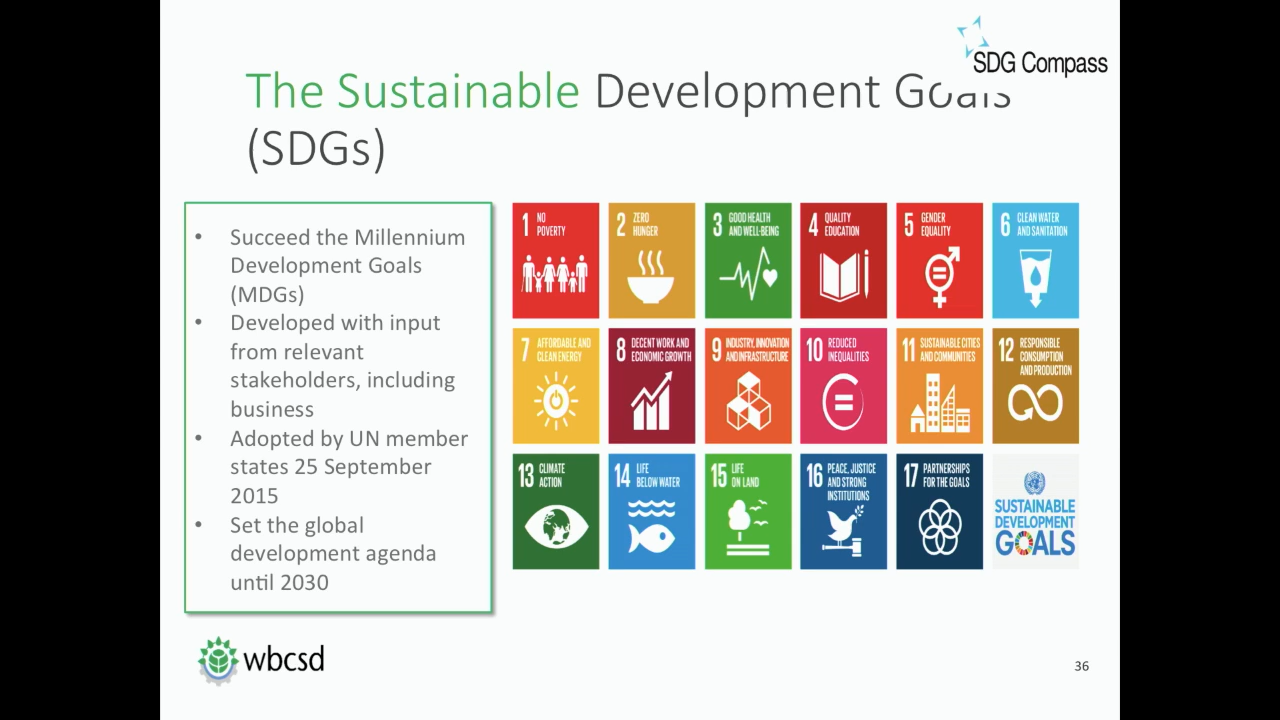 SDG Compass
The Sustainable Development Goals
(SDGs)
• Succeed the Millennium
Development Goals
(MDGs)
• Developed with input
from relevant
stakeholders, including
business
• Adopted by UN member
states 25 September
2015
• Set the global
development agenda
until 2030
1 NO
POVERTY
2 ZERO
HUNGER
3 GOOD HEALTH
AND WELL-BEING
4 QUALITY
EDUCATION
5 GENDER
EQUALITY
6 CLEAN WATER
AND SANITATION
7 AFFORDABLE AND
CLEAN ENERGY
8 DECENT WORK AND
ECONOMIC GROWTH
9 INDUSTRY, INNOVATION
AND INFRASTRUCTURE
10 REDUCED
INEQUALITIES
11 SUSTAINABLE CITIES
AND COMMUNITIES
12 RESPONSIBLE
CONSUMPTION
AND PRODUCTION
13 CLIMATE
ACTION
14 LIFE
BELOW WATER
15 LIFE
ON LAND
16 PEACE, JUSTICE
AND STRONG
INSTITUTIONS
17 PARTNERSHIPS
FOR THE GOALS
SUSTAINABLE
DEVELOPMENT
GOALS
wbcsd
36